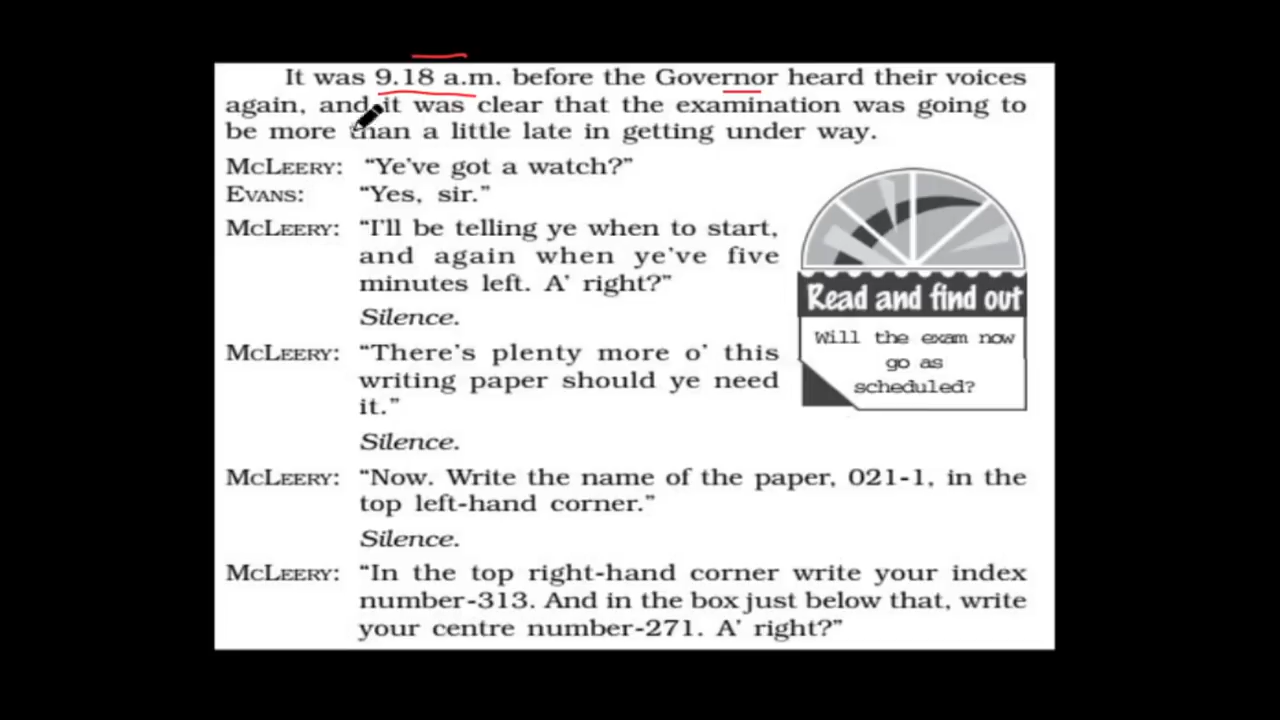 It was 9.18 a.m. before the Governor heard their voices
again, and it was clear that the examination was going to
be more than a little late in getting under way.
McLEERY: “Ye’ve got a watch?”
EVANS: “Yes, sir.”
McLEERY: “I’ll be telling ye when to start,
and again when ye’ve five
minutes left. A’ right?”
Silence.
McLEERY: “There’s plenty more o’ this
writing paper should ye need
it.”
Silence.
McLEERY: “Now. Write the name of the paper, 021-1, in the
top left-hand corner.”
Silence.
McLEERY: “In the top right-hand corner write your index
number-313. And in the box just below that, write
your centre number-271. A’ right?”
Read and find out
Will the exam now
go as
scheduled?